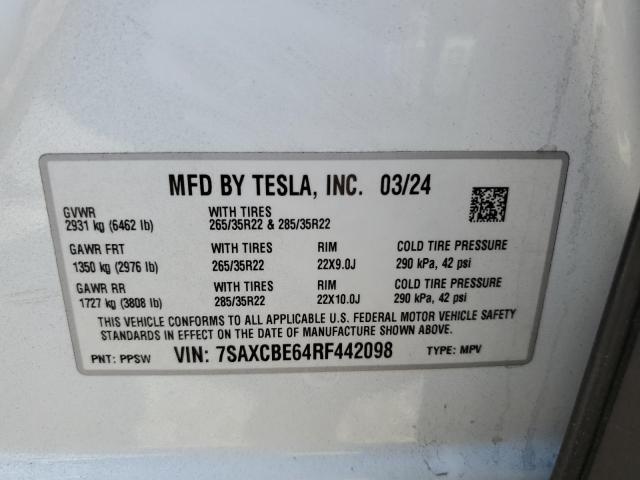 MFD BY TESLA, INC. 03/24
GVWR WITH TIRES
2931 kg (6462 lb) 265/35R22 & 285/35R22
GAWR FRT WITH TIRES RIM COLD TIRE PRESSURE
1350 kg (2976 lb) 265/35R22 22X9.0J 290 kPa, 42 psi
GAWR RR WITH TIRES RIM COLD TIRE PRESSURE
1727 kg (3808 lb) 285/35R22 22X10.0J 290 kPa, 42 psi
THIS VEHICLE CONFORMS TO ALL APPLICABLE U.S. FEDERAL MOTOR VEHICLE SAFETY
STANDARDS IN EFFECT ON THE DATE OF MANUFACTURE SHOWN ABOVE.
PNT: PPSW VIN: 7SAXCBE64RF442098 TYPE: MPV